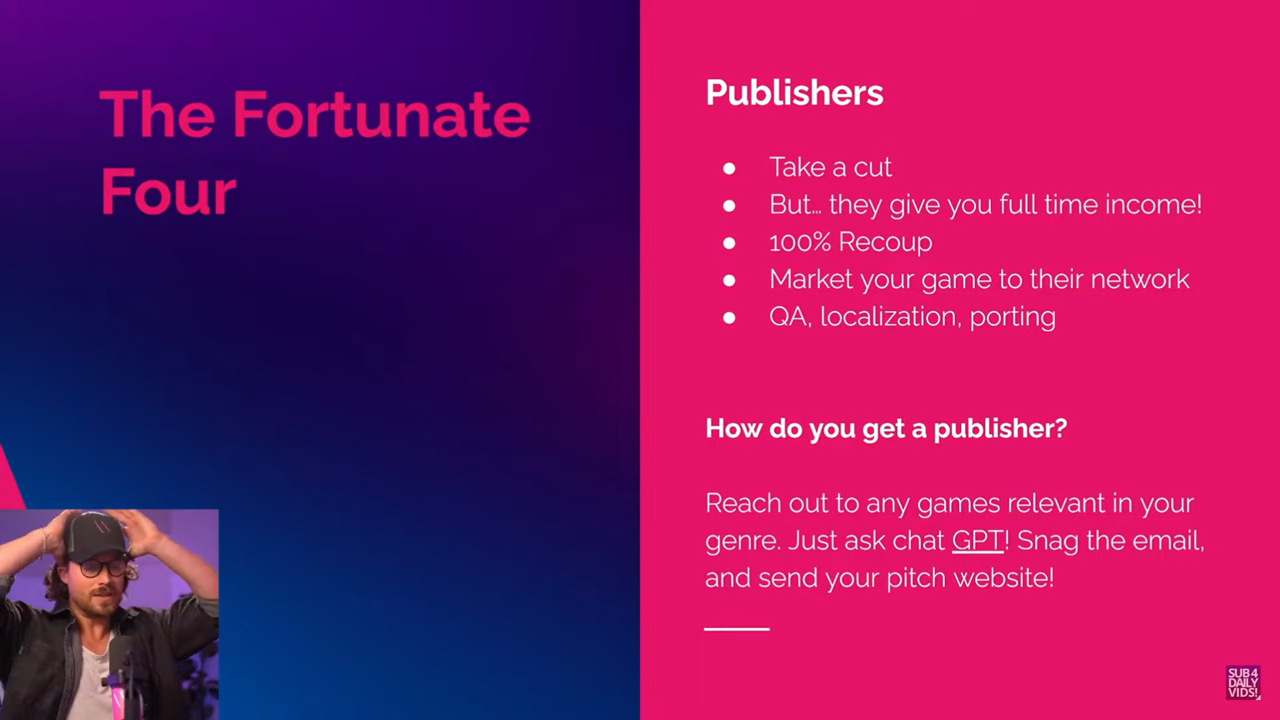 The Fortunate
Four
Publishers
● Take a cut
● But… they give you full time income!
● 100% Recoup
● Market your game to their network
● QA, localization, porting
How do you get a publisher?
Reach out to any games relevant in your
genre. Just ask chat GPT! Snag the email,
and send your pitch website!
SUB 4
DAILY
VIDS!